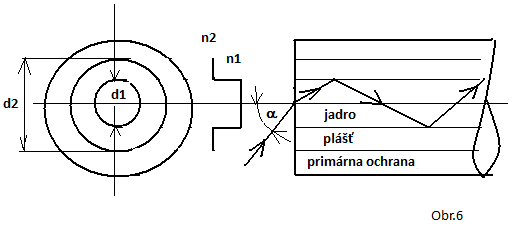 n2
n1
d1
d2
α
jadro
plášť
primárna ochrana
Obr.6